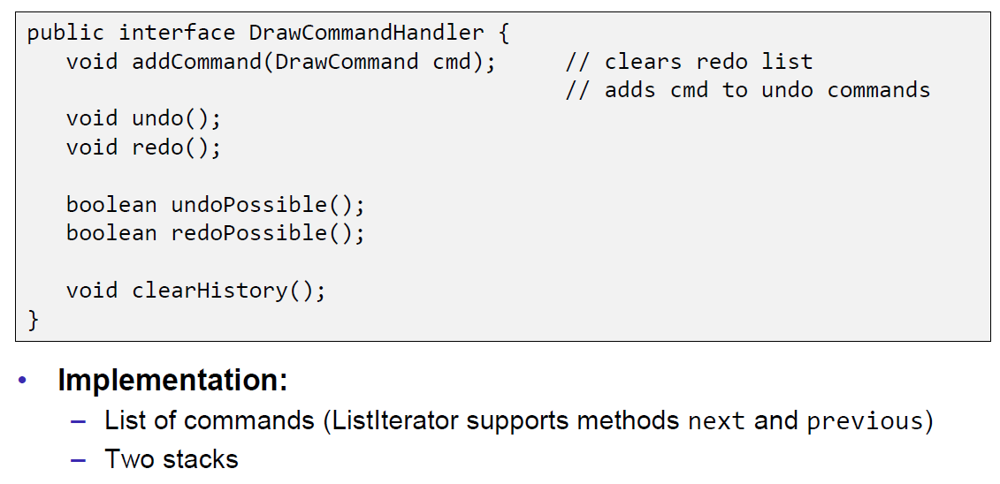 public interface DrawCommandHandler {
void addCommand(DrawCommand cmd); // clears redo list
// adds cmd to undo commands
void undo();
void redo();
boolean undoPossible();
boolean redoPossible();
void clearHistory();
}
• Implementation:
– List of commands (ListIterator supports methods next and previous)
– Two stacks